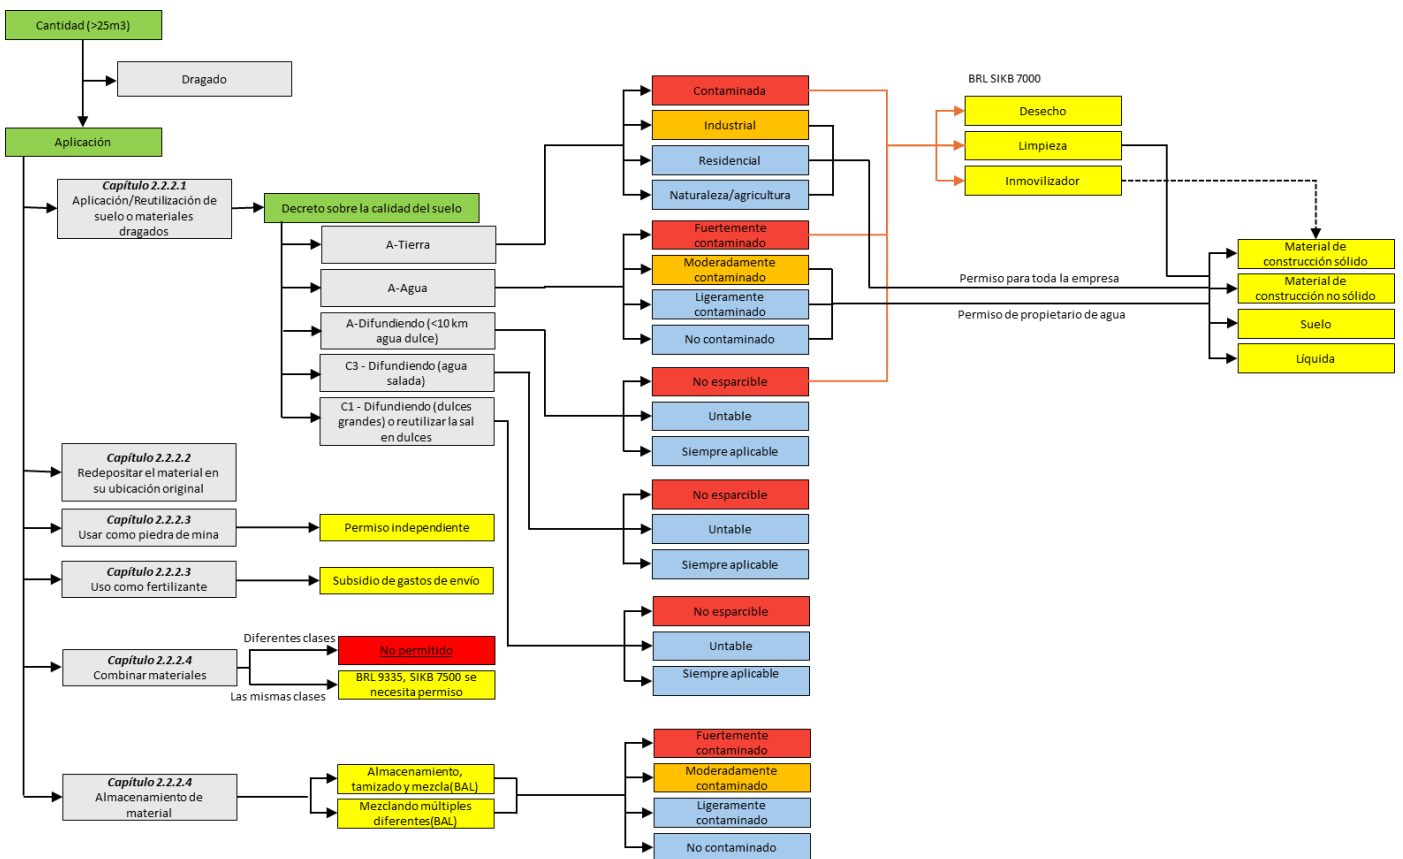 Cantidad (>25m3)
Dragado
Aplicación
Capítulo 2.2.2.1
Aplicación/Reutilización de
suelo o materiales
dragados
Decreto sobre la calidad del suelo
A-Tierra
A-Agua
A-Difundiendo (<10 km
agua dulce)
C3 - Difundiendo (agua
salada)
C1 - Difundiendo (dulces
grandes) o reutilizar la sal
en dulces
Capítulo 2.2.2.2
Redepositar el material en
su ubicación original
Capítulo 2.2.2.3
Usar como piedra de mina
Permiso independiente
Capítulo 2.2.2.3
Uso como fertilizante
Subsidio de gastos de envío
Capítulo 2.2.2.4
Combinar materiales
Diferentes clases
No permitido
Las mismas clases
BRL 9335, SIKB 7500 se
necesita permiso
Capítulo 2.2.2.4
Almacenamiento de
material
Almacenamiento,
tamizado y mezcla(BAL)
Mezclando múltiples
diferentes(BAL)
Contaminada
Industrial
Residencial
Naturaleza/agricultura
Fuertemente
contaminado
Moderadamente
contaminado
Ligeramente
contaminado
No contaminado
No esparcible
Untable
Siempre aplicable
No esparcible
Untable
Siempre aplicable
No esparcible
Untable
Siempre aplicable
Fuertemente
contaminado
Moderadamente
contaminado
Ligeramente
contaminado
No contaminado
BRL SIKB 7000
Desecho
Limpieza
Inmovilizador
Permiso para toda la empresa
Permiso de propietario de agua
Material de
construcción sólido
Material de
construcción no sólido
Suelo
Líquida